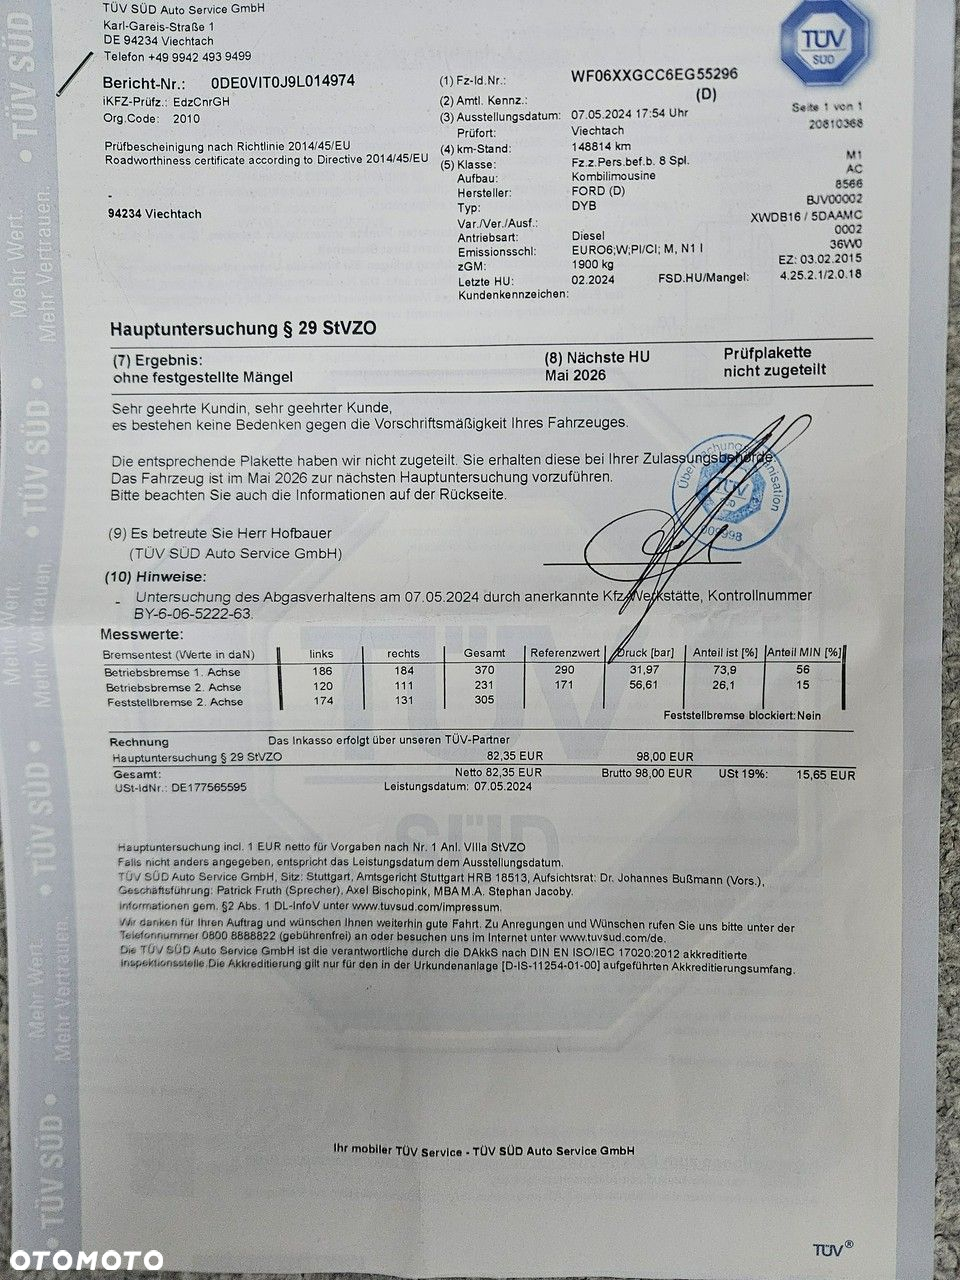 TÜV SÜD Auto Service GmbH
Karl-Gareis-Straße 1
DE 94234 Viechtach
Telefon +49 9942 493 9499
Bericht-Nr.: 0DE0VIT0J9L014974
iKFZ-Prüfz.: EdzCnrGH
Org.Code: 2010
Prüfbescheinigung nach Richtlinie 2014/45/EU
Roadworthiness certificate according to Directive 2014/45/EU
-
94234 Viechtach
(1) Fz-Id.Nr.: WF06XXGCC6EG55296
(2) Amtl. Kennz.: (D)
(3) Ausstellungsdatum: 07.05.2024 17:54 Uhr
Prüfort: Viechtach
(4) km-Stand: 148814 km
(5) Klasse: Fz.z.Pers.bef.b. 8 Spl. M1
Aufbau: Kombilimousine AC
Hersteller: FORD (D) 8566
Typ: DYB BJV00002
Var./Ver./Ausf.: XWDB16 / 5DAAMC
Antriebsart: Diesel 0002
Emissionsschl: EURO6;W;PI/CI; M, N1 I 36W0
zGM: 1900 kg EZ: 03.02.2015
Letzte HU: 02.2024 FSD.HU/Mangel: 4.25.2.1/2.0.18
Kundenkennzeichen:
TÜV
SÜD
Seite 1 von 1
20810368
Hauptuntersuchung § 29 StVZO
(7) Ergebnis: (8) Nächste HU Prüfplakette
ohne festgestellte Mängel Mai 2026 nicht zugeteilt
Sehr geehrte Kundin, sehr geehrter Kunde,
es bestehen keine Bedenken gegen die Vorschriftsmäßigkeit Ihres Fahrzeuges.
Die entsprechende Plakette haben wir nicht zugeteilt. Sie erhalten diese bei Ihrer Zulassungsbehörde.
Das Fahrzeug ist im Mai 2026 zur nächsten Hauptuntersuchung vorzuführen.
Bitte beachten Sie auch die Informationen auf der Rückseite.
(9) Es betreute Sie Herr Hofbauer
(TÜV SÜD Auto Service GmbH)
(10) Hinweise:
- Untersuchung des Abgasverhaltens am 07.05.2024 durch anerkannte Kfz-Werkstätte, Kontrollnummer
BY-6-06-5222-63.
Messwerte:
Bremsentest (Werte in daN) links rechts Gesamt Referenzwert Druck [bar] Anteil ist [%] Anteil MIN [%]
Betriebsbremse 1. Achse 186 184 370 290 31,97 73,9 56
Betriebsbremse 2. Achse 120 111 231 171 56,61 26,1 15
Feststellbremse 2. Achse 174 131 305
Feststellbremse blockiert: Nein
Rechnung Das Inkasso erfolgt über unseren TÜV-Partner
Hauptuntersuchung § 29 StVZO 82,35 EUR 98,00 EUR
Gesamt: Netto 82,35 EUR Brutto 98,00 EUR USt 19%: 15,65 EUR
USt-IdNr.: DE177565595 Leistungsdatum: 07.05.2024
Hauptuntersuchung incl. 1 EUR netto für Vorgaben nach Nr. 1 Anl. VIIIa StVZO
Falls nicht anders angegeben, entspricht das Leistungsdatum dem Ausstellungsdatum.
TÜV SÜD Auto Service GmbH, Sitz: Stuttgart, Amtsgericht Stuttgart HRB 18513, Aufsichtsrat: Dr. Johannes Bußmann (Vors.),
Geschäftsführung: Patrick Fruth (Sprecher), Axel Bischopink, MBA M.A. Stephan Jacoby.
Informationen gem. §2 Abs. 1 DL-InfoV unter www.tuvsud.com/impressum.
Wir danken für Ihren Auftrag und wünschen Ihnen weiterhin gute Fahrt. Zu Anregungen und Wünschen rufen Sie uns bitte unter der
Telefonnummer 0800 8888822 (gebührenfrei) an oder besuchen uns im Internet unter www.tuvsud.com/de.
Die TÜV SÜD Auto Service GmbH ist die verantwortliche durch die DAkkS nach DIN EN ISO/IEC 17020:2012 akkreditierte
Inspektionsstelle.Die Akkreditierung gilt nur für den in der Urkundenanlage [D-IS-11254-01-00] aufgeführten Akkreditierungsumfang.
Ihr mobiler TÜV Service - TÜV SÜD Auto Service GmbH
TÜV®
Mehr Wert.
Mehr Vertrauen.
TÜV SÜD
OTOMOTO